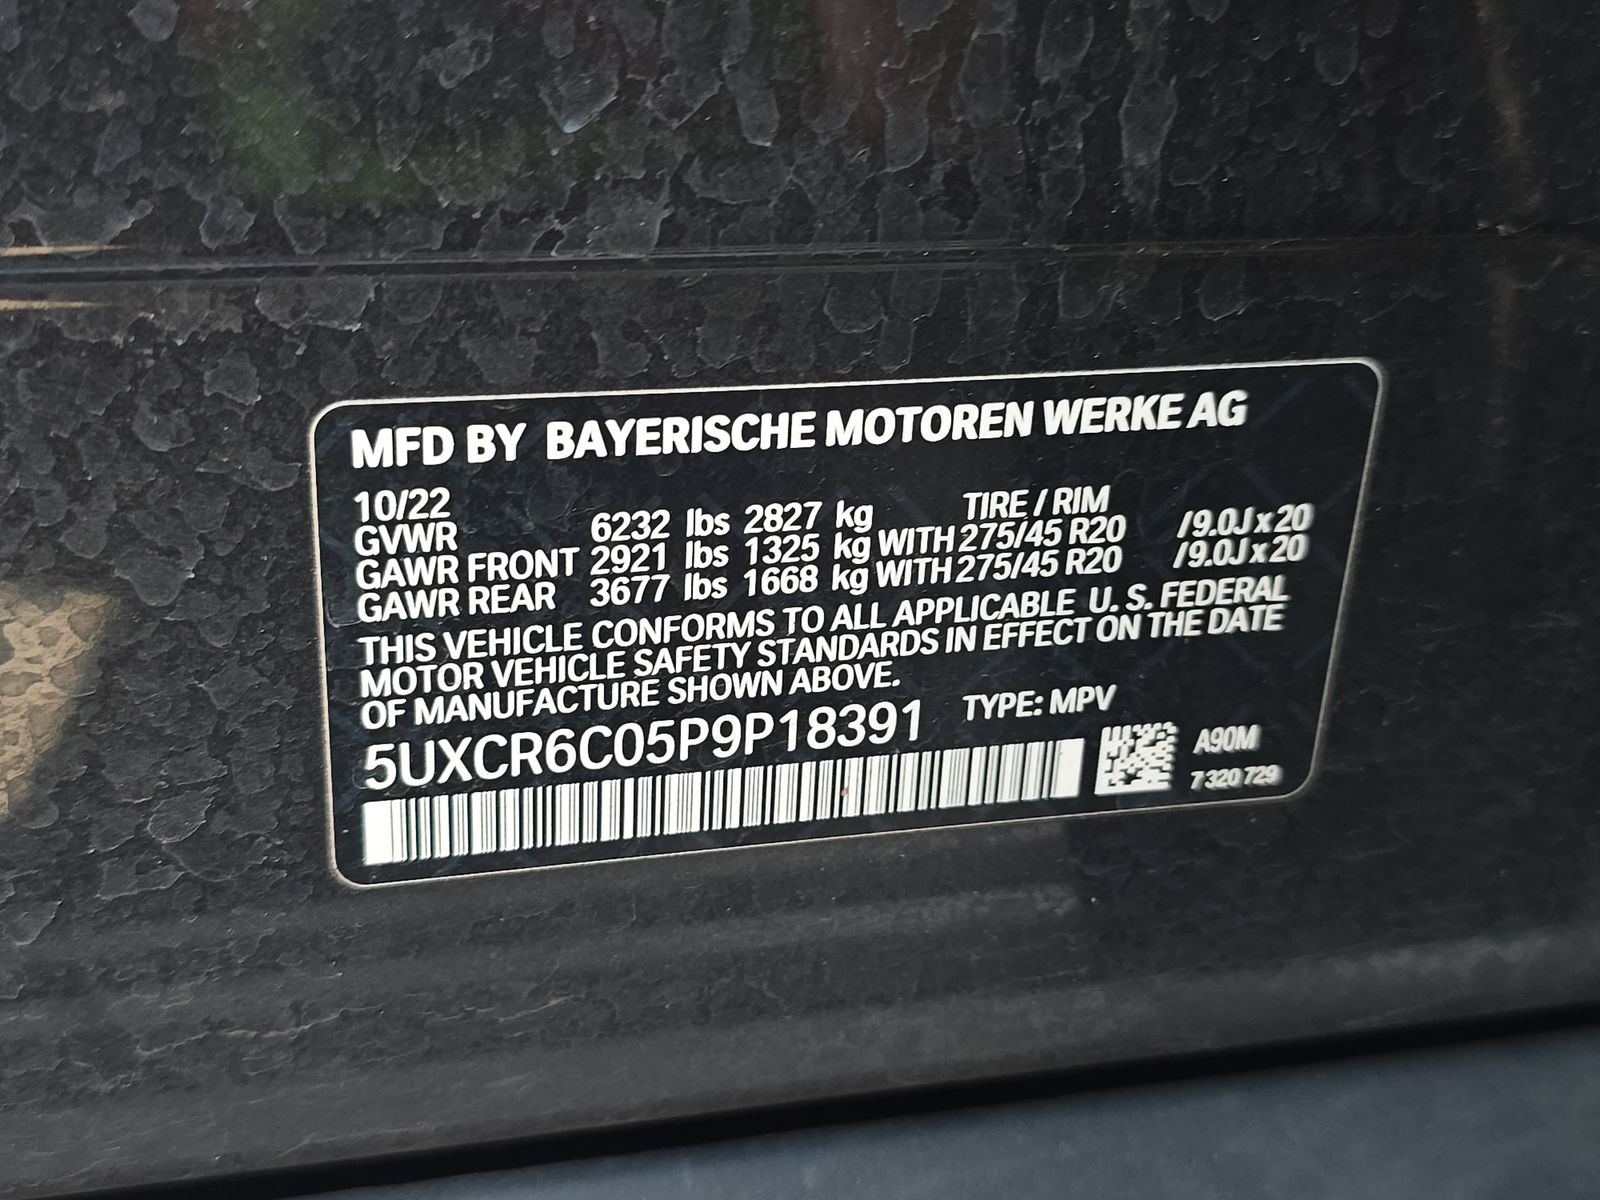 MFD BY BAYERISCHE MOTOREN WERKE AG
10/22 TIRE / RIM
GVWR 6232 lbs 2827 kg
GAWR FRONT 2921 lbs 1325 kg WITH 275/45 R20 /9.0J x 20
GAWR REAR 3677 lbs 1668 kg WITH 275/45 R20 /9.0J x 20
THIS VEHICLE CONFORMS TO ALL APPLICABLE U. S. FEDERAL
MOTOR VEHICLE SAFETY STANDARDS IN EFFECT ON THE DATE
OF MANUFACTURE SHOWN ABOVE.
5UXCR6C05P9P18391 TYPE: MPV
A90M
7 320 729